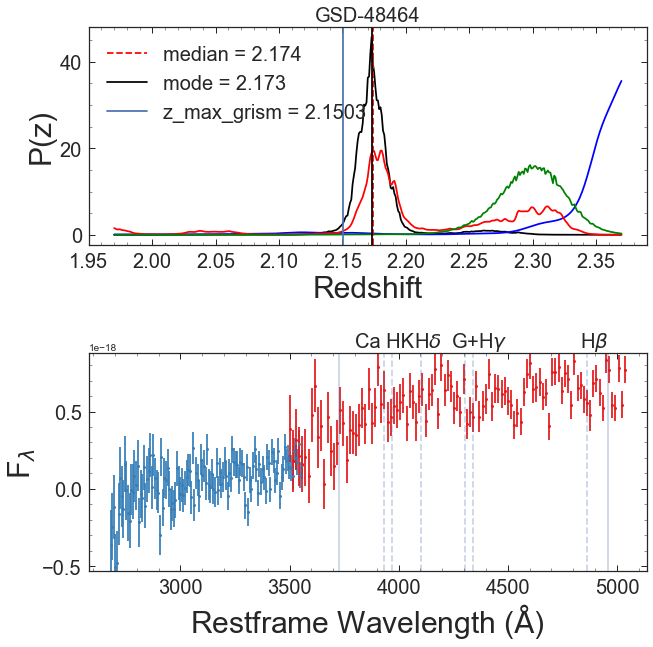 GSD-48464
P(z)
40
20
0
median = 2.174
mode = 2.173
z_max_grism = 2.1503
1.95 2.00 2.05 2.10 2.15 2.20 2.25 2.30 2.35
Redshift
1e−18
Ca HKHδ G+Hγ Hβ
Fλ
0.5
0.0
−0.5
3000 3500 4000 4500 5000
Restframe Wavelength (Å)